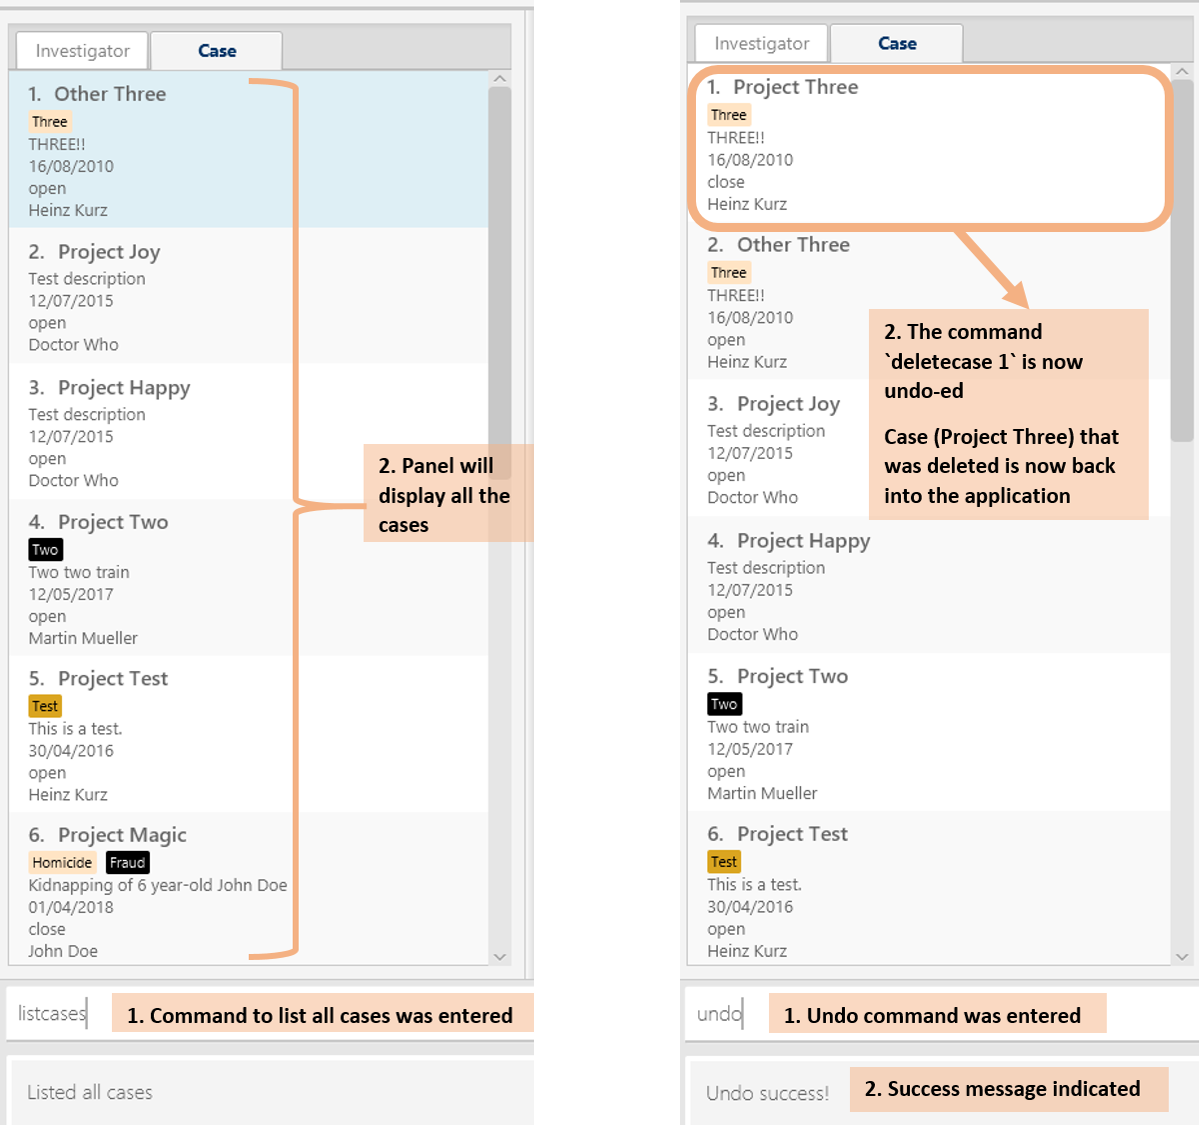 Investigator
Case
1. Other Three
Three
THREE!!
16/08/2010
open
Heinz Kurz
2. Project Joy
Test description
12/07/2015
open
Doctor Who
3. Project Happy
Test description
12/07/2015
open
Doctor Who
4. Project Two
Two
Two two train
12/05/2017
open
Martin Mueller
5. Project Test
Test
This is a test.
30/04/2016
open
Heinz Kurz
6. Project Magic
Homicide Fraud
Kidnapping of 6 year-old John Doe
01/04/2018
close
John Doe
2. Panel will
display all the
cases
listcases
1. Command to list all cases was entered
Listed all cases
Investigator
Case
1. Project Three
Three
THREE!!
16/08/2010
close
Heinz Kurz
2. Other Three
Three
THREE!!
16/08/2010
open
Heinz Kurz
3. Project Joy
Test description
12/07/2015
open
Doctor Who
4. Project Happy
Test description
12/07/2015
open
Doctor Who
5. Project Two
Two
Two two train
12/05/2017
open
Martin Mueller
6. Project Test
Test
This is a test.
30/04/2016
open
Heinz Kurz
2. The command
`deletecase 1` is now
undo-ed
Case (Project Three) that
was deleted is now back
into the application
undo
1. Undo command was entered
Undo success!
2. Success message indicated